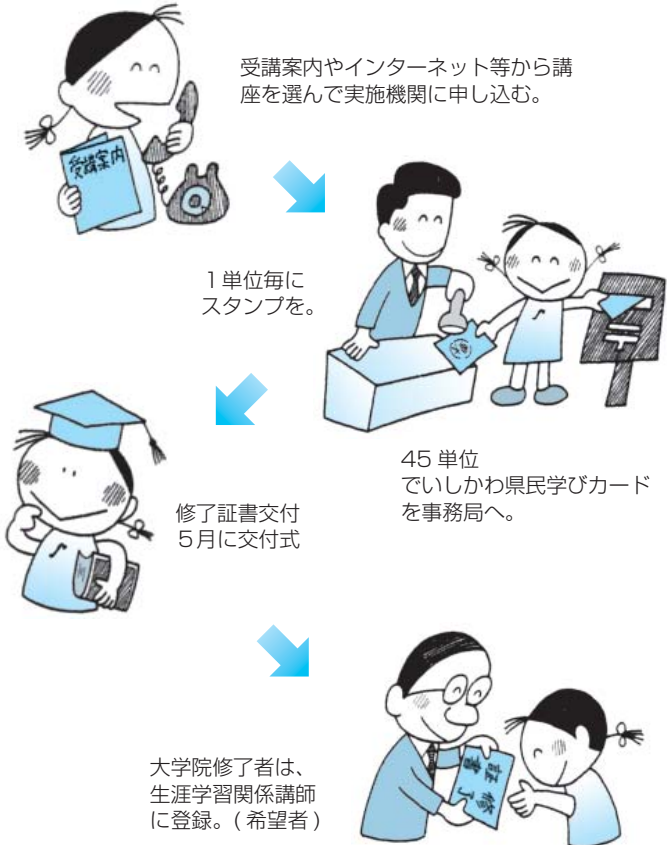 受講案内やインターネット等から講
座を選んで実施機関に申し込む。
受講案内
1単位毎に
スタンプを。
45 単位
でいしかわ県民学びカード
を事務局へ。
修了証書交付
5月に交付式
大学院修了者は、
生涯学習関係講師
に登録。( 希望者 )
修了
証書